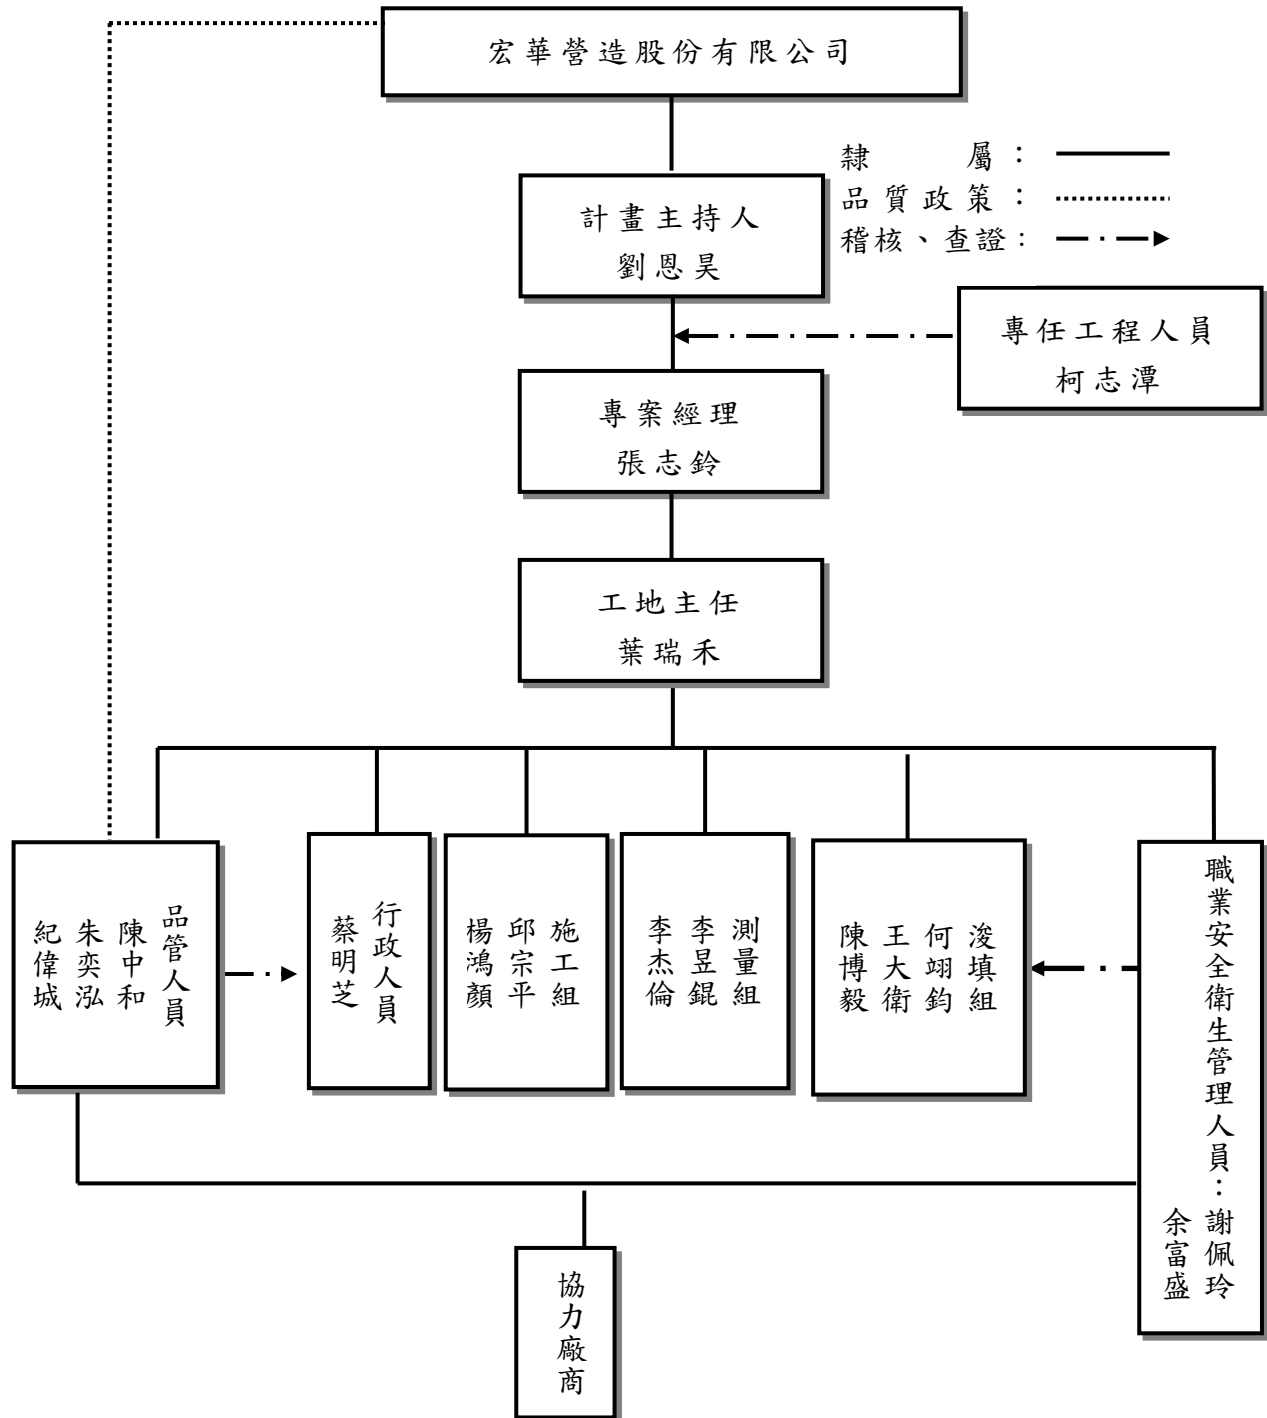 宏華營造股份有限公司
隸屬：
品質政策：
稽核、查證：
計畫主持人
劉恩昊
專任工程人員
柯志潭
專案經理
張志鈴
工地主任
葉瑞禾
品管人員
陳中和
朱奕泓
紀偉城
行政人員
蔡明芝
施工組
邱宗平
楊鴻顏
測量組
李昱錕
李杰倫
浚填組
何翊鈞
王大衛
陳博毅
職業安全衛生管理人員：謝佩玲
余富盛
協力廠商